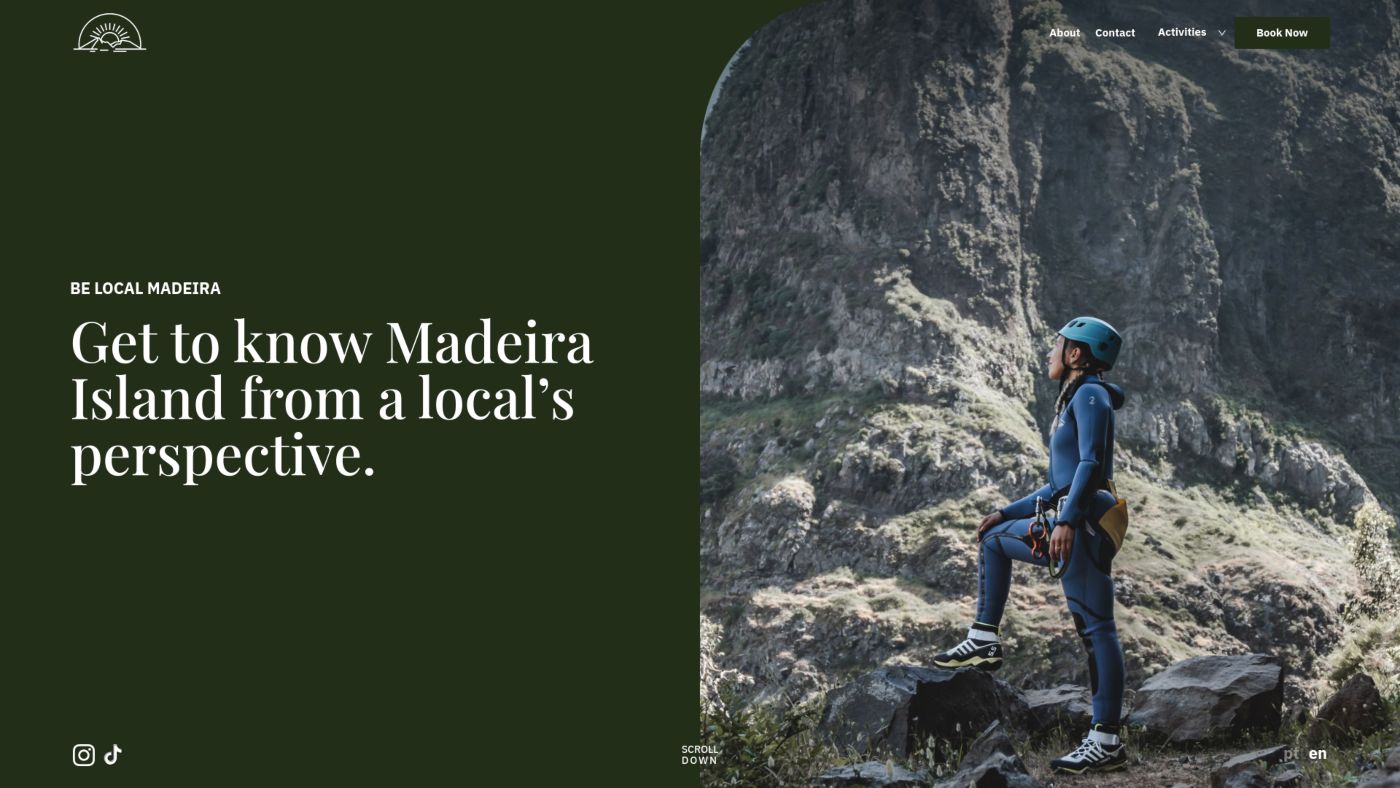 About Contact Activities Book Now
BE LOCAL MADEIRA
Get to know Madeira
Island from a local’s
perspective.
SCROLL
DOWN
pt en